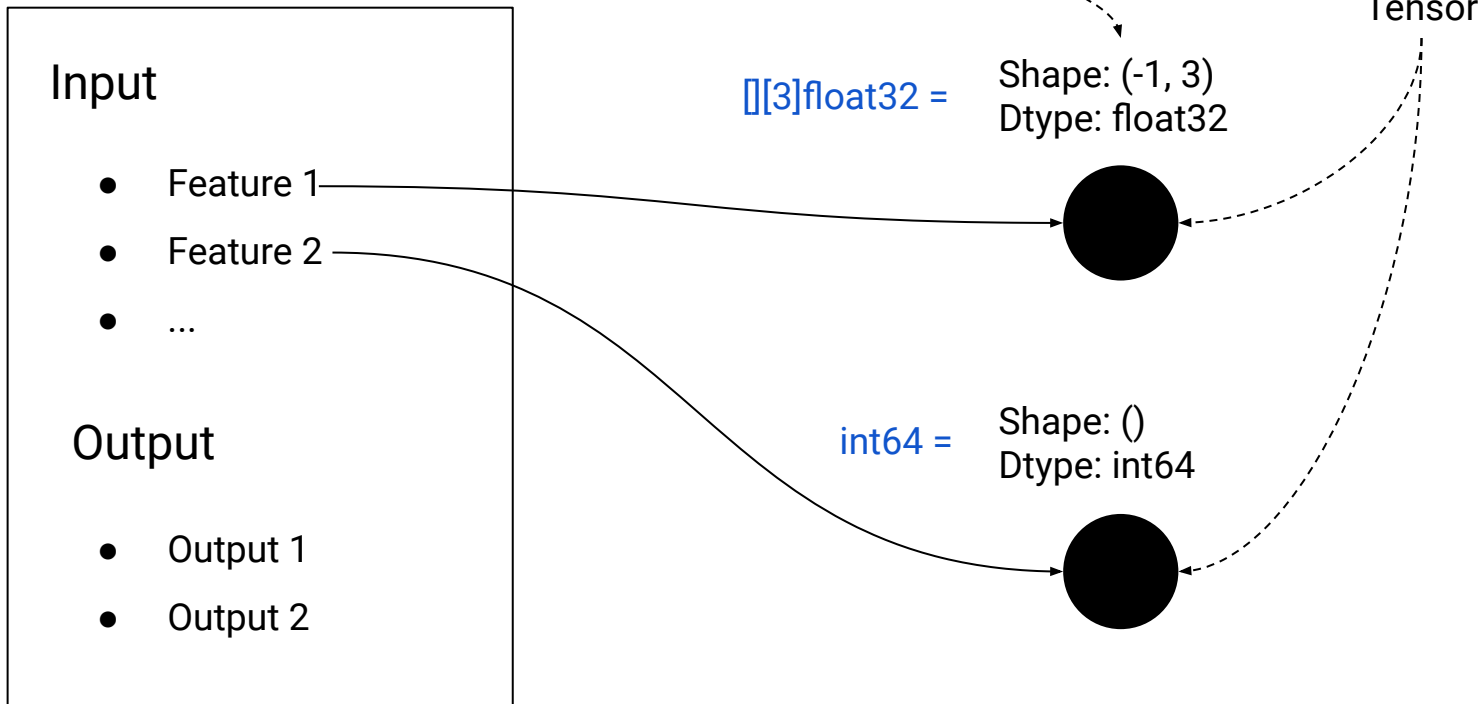 Tensor
Input
[][3]float32 =
Shape: (-1, 3)
Dtype: float32
● Feature 1
● Feature 2
● ...
Output
int64 =
Shape: ()
Dtype: int64
● Output 1
● Output 2